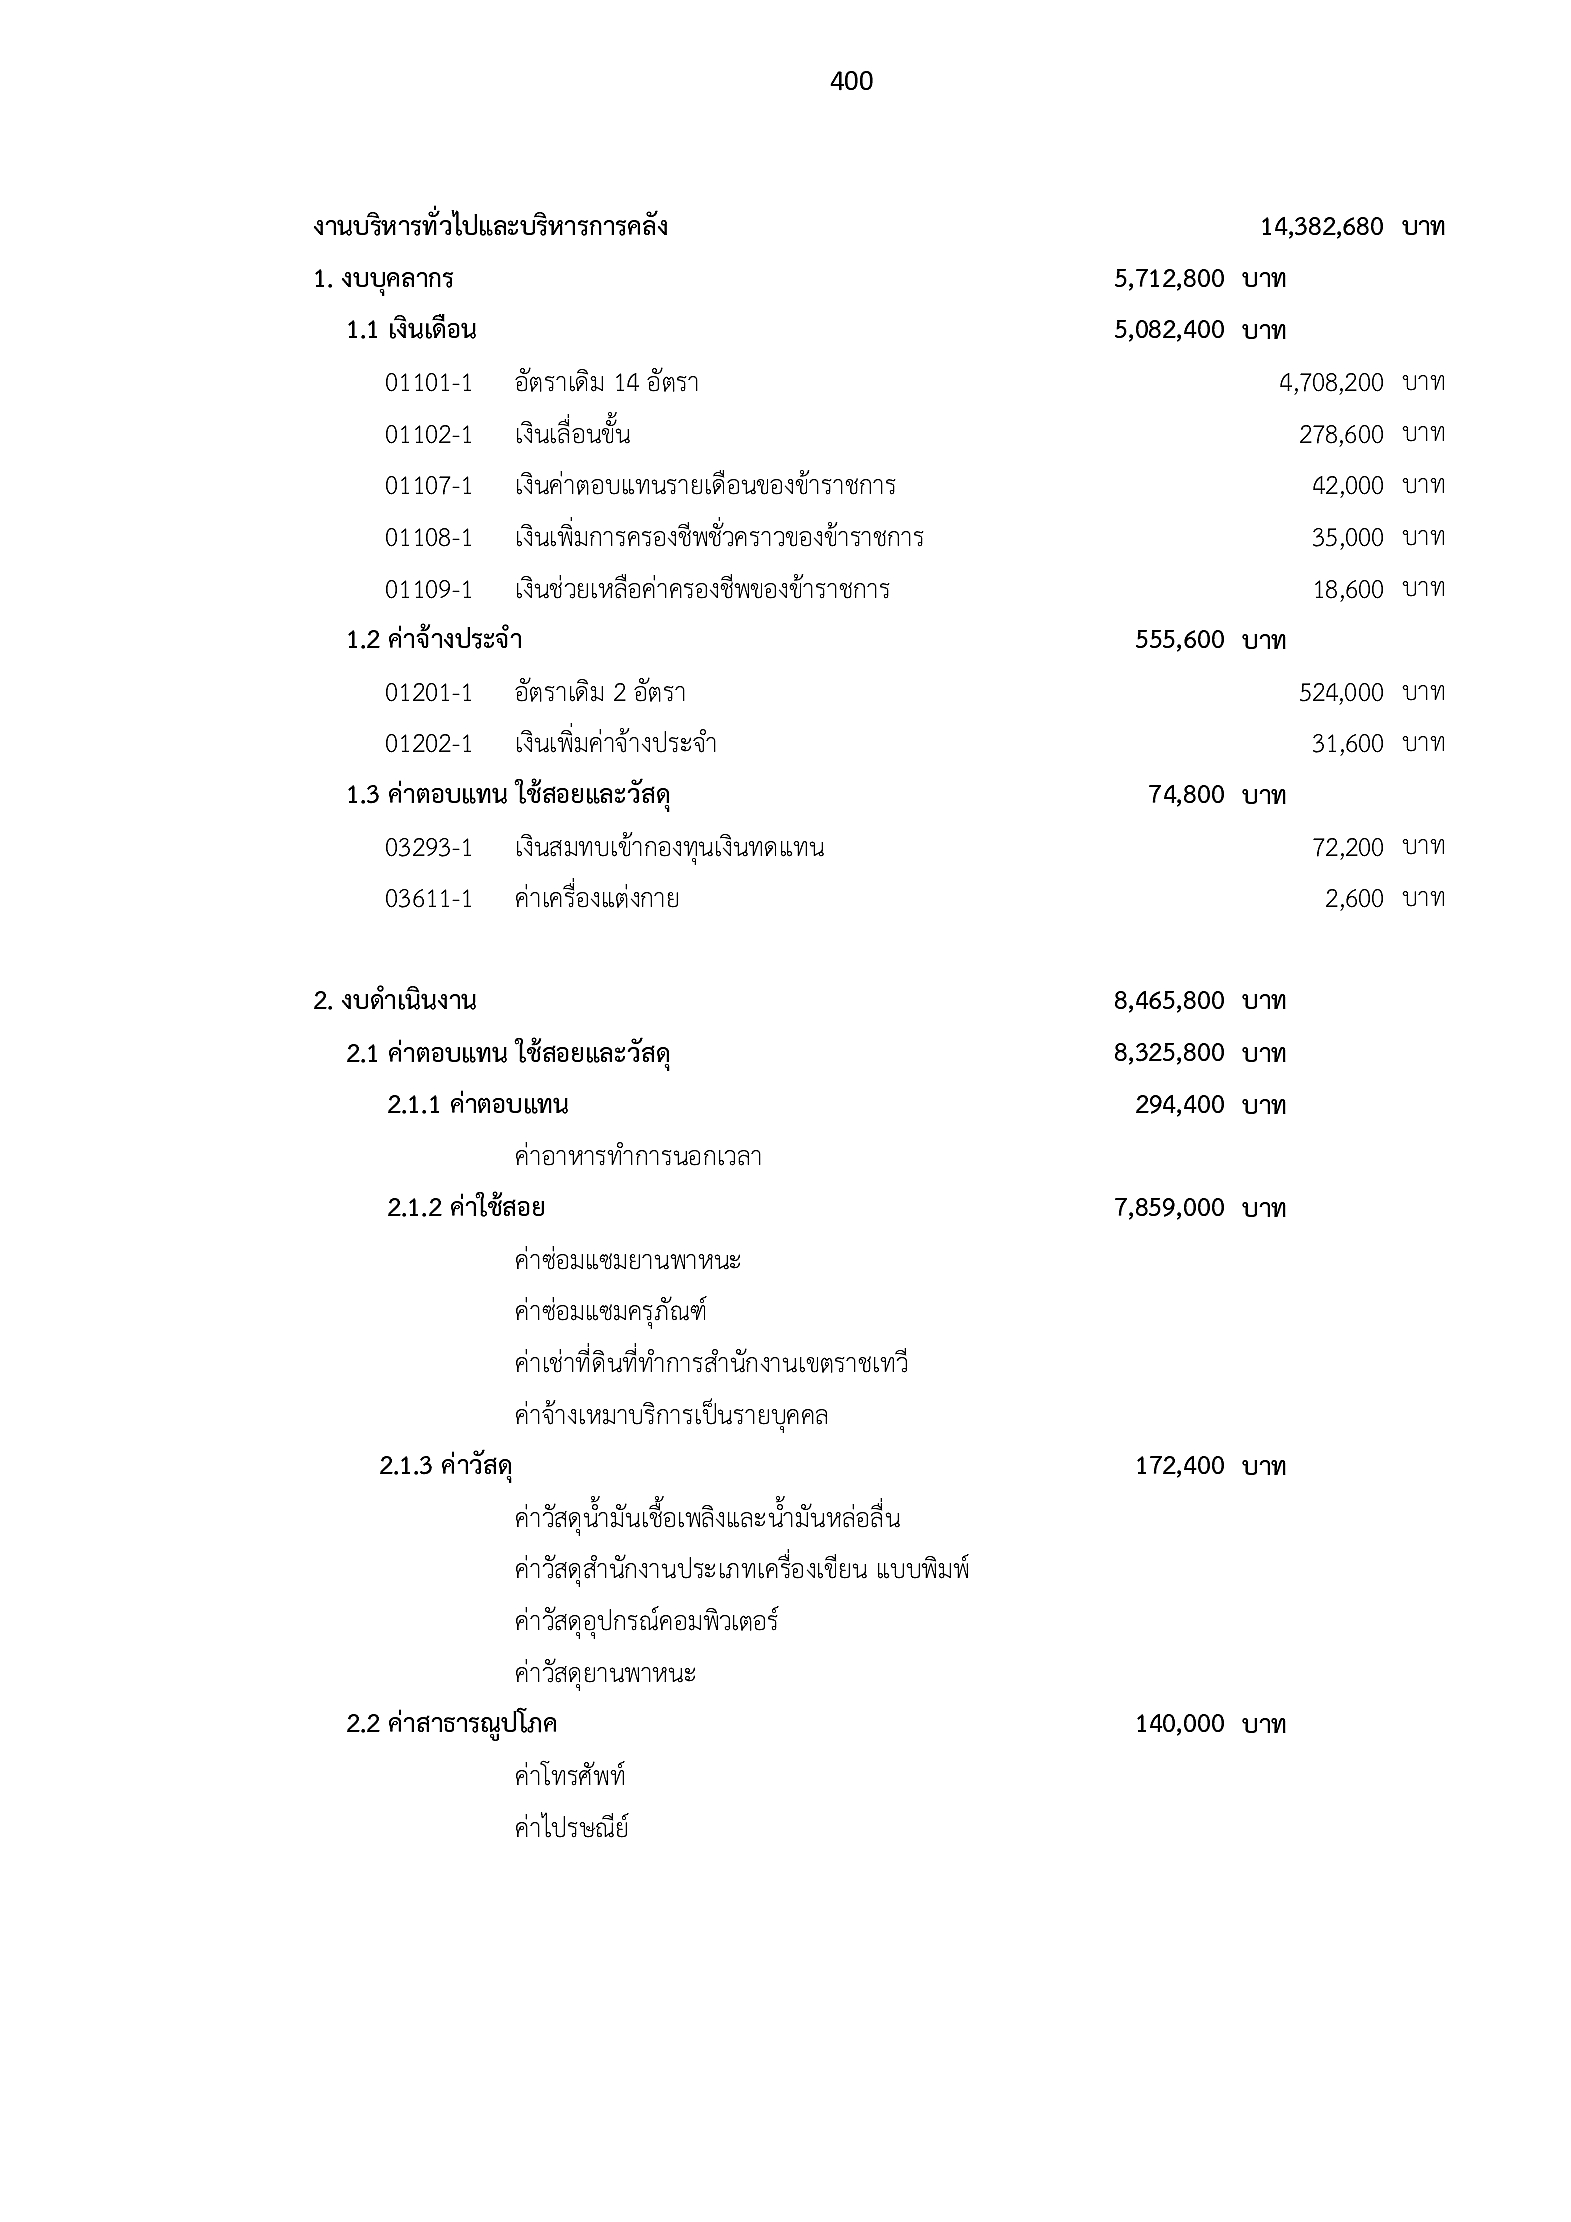 400
งานบริหารทั่วไปและบริหารการคลัง 14,382,680 บาท
1. งบบุคลากร 5,712,800 บาท
1.1 เงินเดือน 5,082,400 บาท
01101-1 อัตราเดิม 14 อัตรา 4,708,200 บาท
01102-1 เงินเลื่อนขั้น 278,600 บาท
01107-1 เงินค่าตอบแทนรายเดือนของข้าราชการ 42,000 บาท
01108-1 เงินเพิ่มการครองชีพชั่วคราวของข้าราชการ 35,000 บาท
01109-1 เงินช่วยเหลือค่าครองชีพของข้าราชการ 18,600 บาท
1.2 ค่าจ้างประจำ 555,600 บาท
01201-1 อัตราเดิม 2 อัตรา 524,000 บาท
01202-1 เงินเพิ่มค่าจ้างประจำ 31,600 บาท
1.3 ค่าตอบแทน ใช้สอยและวัสดุ 74,800 บาท
03293-1 เงินสมทบเข้ากองทุนเงินทดแทน 72,200 บาท
03611-1 ค่าเครื่องแต่งกาย 2,600 บาท
2. งบดำเนินงาน 8,465,800 บาท
2.1 ค่าตอบแทน ใช้สอยและวัสดุ 8,325,800 บาท
2.1.1 ค่าตอบแทน 294,400 บาท
ค่าอาหารทำการนอกเวลา
2.1.2 ค่าใช้สอย 7,859,000 บาท
ค่าซ่อมแซมยานพาหนะ
ค่าซ่อมแซมครุภัณฑ์
ค่าเช่าที่ดินที่ทำการสำนักงานเขตราชเทวี
ค่าจ้างเหมาบริการเป็นรายบุคคล
2.1.3 ค่าวัสดุ 172,400 บาท
ค่าวัสดุน้ำมันเชื้อเพลิงและน้ำมันหล่อลื่น
ค่าวัสดุสำนักงานประเภทเครื่องเขียน แบบพิมพ์
ค่าวัสดุอุปกรณ์คอมพิวเตอร์
ค่าวัสดุยานพาหนะ
2.2 ค่าสาธารณูปโภค 140,000 บาท
ค่าโทรศัพท์
ค่าไปรษณีย์